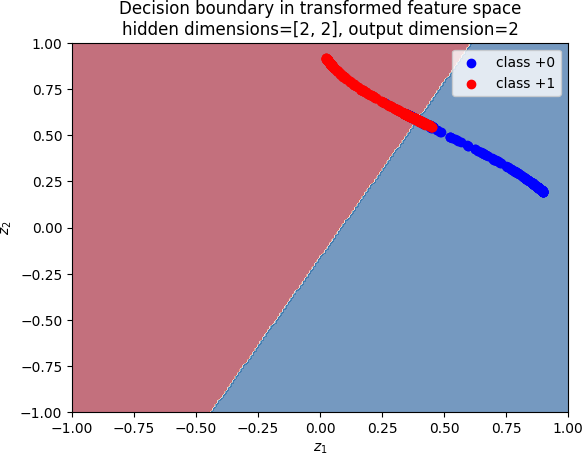 Decision boundary in transformed feature space
hidden dimensions=[2, 2], output dimension=2
1.00
0.75
0.50
0.25
0.00
−0.25
−0.50
−0.75
−1.00
z₂
class +0
class +1
−1.00 −0.75 −0.50 −0.25 0.00 0.25 0.50 0.75 1.00
z₁